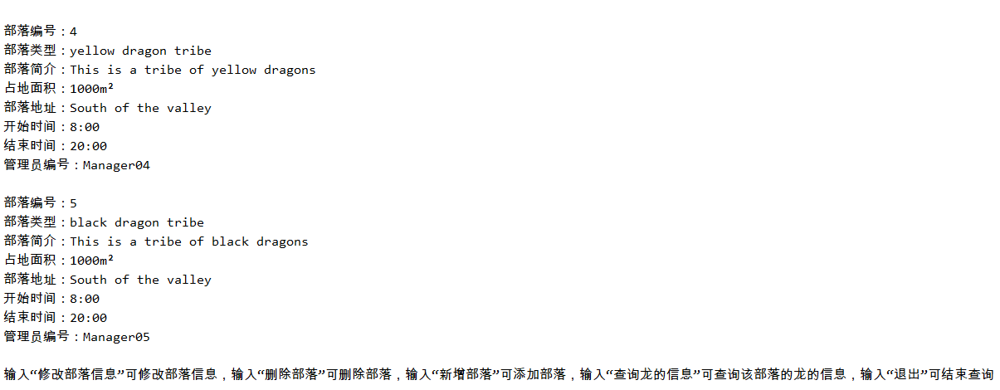 部落编号：4
部落类型：yellow dragon tribe
部落简介：This is a tribe of yellow dragons
占地面积：1000m²
部落地址：South of the valley
开始时间：8:00
结束时间：20:00
管理员编号：Manager04
部落编号：5
部落类型：black dragon tribe
部落简介：This is a tribe of black dragons
占地面积：1000m²
部落地址：South of the valley
开始时间：8:00
结束时间：20:00
管理员编号：Manager05
输入“修改部落信息”可修改部落信息，输入“删除部落”可删除部落，输入“新增部落”可添加部落，输入“查询龙的信息”可查询该部落的龙的信息，输入“退出”可结束查询